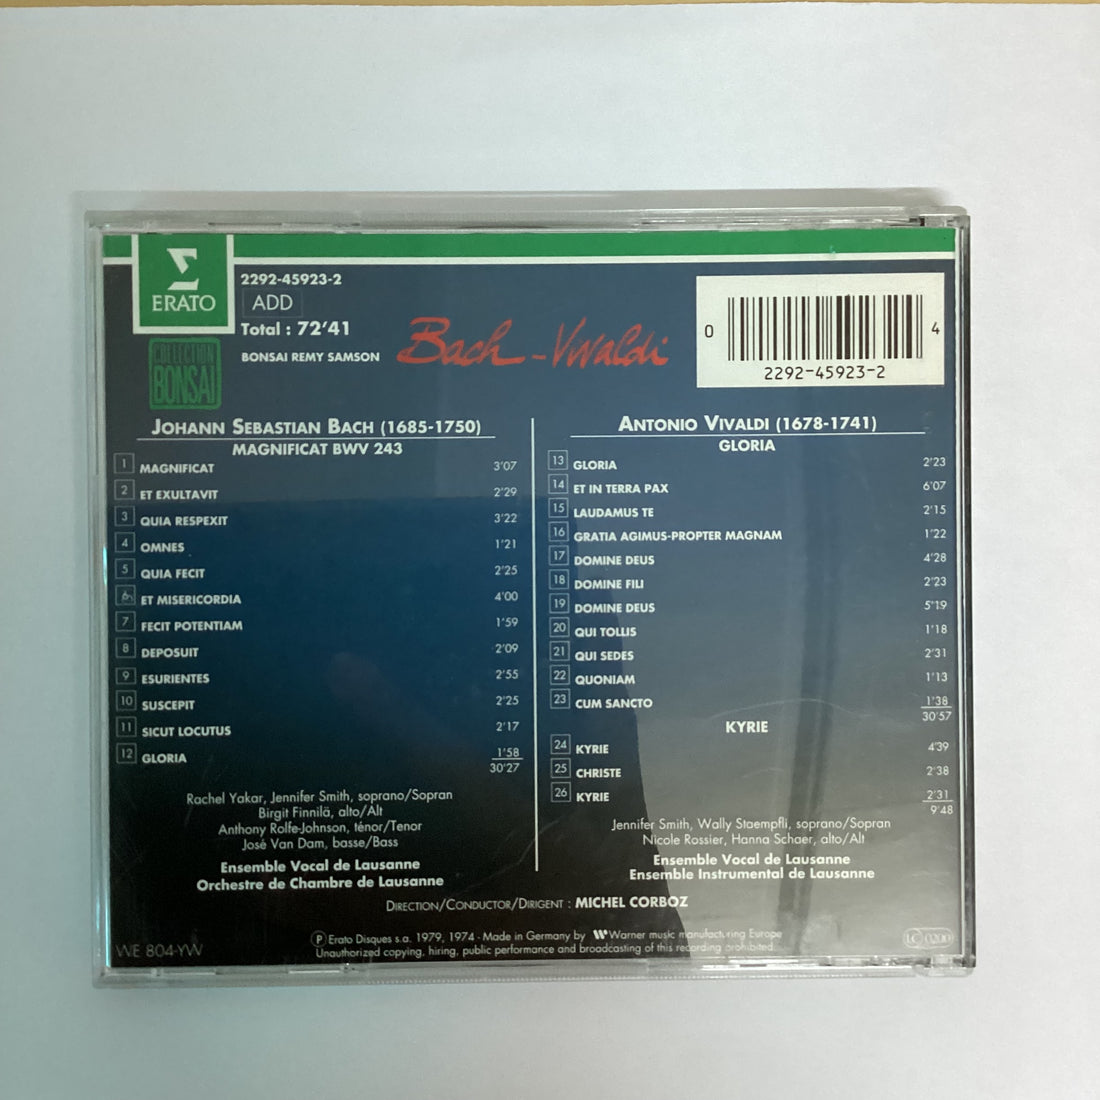 Σ
ERATO
2292-45923-2
ADD
Total : 72'41
BONSAI REMY SAMSON
COLLECTION
BONSAI
Bach - Vivaldi
0 4
2292-45923-2
JOHANN SEBASTIAN BACH (1685-1750)
MAGNIFICAT BWV 243
1 MAGNIFICAT 3'07
2 ET EXULTAVIT 2'29
3 QUIA RESPEXIT 3'22
4 OMNES 1'21
5 QUIA FECIT 2'25
6 ET MISERICORDIA 4'00
7 FECIT POTENTIAM 1'59
8 DEPOSUIT 2'09
9 ESURIENTES 2'55
10 SUSCEPIT 2'25
11 SICUT LOCUTUS 2'17
12 GLORIA 1'58
30'27
Rachel Yakar, Jennifer Smith, soprano/Sopran
Birgit Finnilä, alto/Alt
Anthony Rolfe-Johnson, ténor/Tenor
José Van Dam, basse/Bass
Ensemble Vocal de Lausanne
Orchestre de Chambre de Lausanne
ANTONIO VIVALDI (1678-1741)
GLORIA
13 GLORIA 2'23
14 ET IN TERRA PAX 6'07
15 LAUDAMUS TE 2'15
16 GRATIA AGIMUS-PROPTER MAGNAM 1'22
17 DOMINE DEUS 4'28
18 DOMINE FILI 2'23
19 DOMINE DEUS 5'19
20 QUI TOLLIS 1'18
21 QUI SEDES 2'31
22 QUONIAM 1'13
23 CUM SANCTO 1'38
30'57
KYRIE
24 KYRIE 4'39
25 CHRISTE 2'38
26 KYRIE 2'31
9'48
Jennifer Smith, Wally Staempfli, soprano/Sopran
Nicole Rossier, Hanna Schaer, alto/Alt
Ensemble Vocal de Lausanne
Ensemble Instrumental de Lausanne
DIRECTION/CONDUCTOR/DIRIGENT : MICHEL CORBOZ
WE 804-YW
℗ Erato Disques s.a. 1979, 1974 - Made in Germany by Warner music manufacturing Europe
Unauthorized copying, hiring, public performance and broadcasting of this recording prohibited.
LC 0200